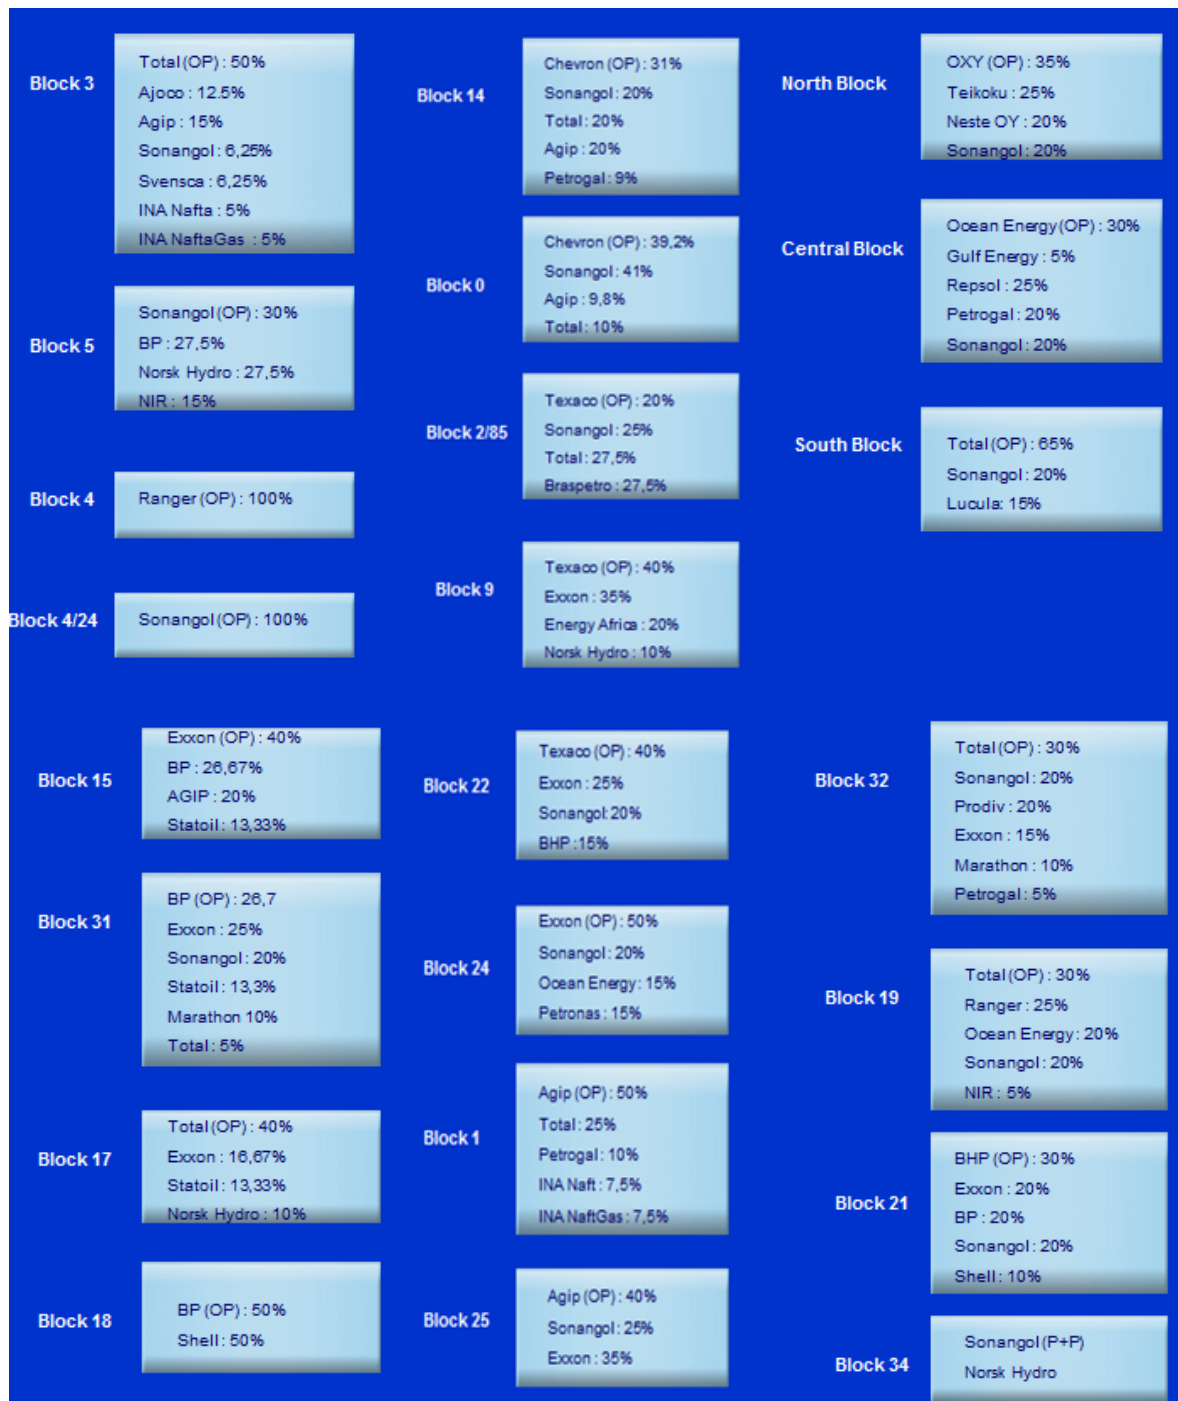 Block 3
Total (OP) : 50%
Ajoco : 12.5%
Agip : 15%
Sonangol : 6,25%
Svensca : 6,25%
INA Nafta : 5%
INA NaftaGas : 5%
Block 5
Sonangol (OP) : 30%
BP : 27,5%
Norsk Hydro : 27,5%
NIR : 15%
Block 4
Ranger (OP) : 100%
Block 4/24
Sonangol (OP) : 100%
Block 14
Chevron (OP) : 31%
Sonangol : 20%
Total : 20%
Agip : 20%
Petrogal : 9%
Block 0
Chevron (OP) : 39,2%
Sonangol : 41%
Agip : 9,8%
Total : 10%
Block 2/85
Texaco (OP) : 20%
Sonangol : 25%
Total : 27,5%
Braspetro : 27,5%
Block 9
Texaco (OP) : 40%
Exxon : 35%
Energy Africa : 20%
Norsk Hydro : 10%
North Block
OXY (OP) : 35%
Teikoku : 25%
Neste OY : 20%
Sonangol : 20%
Central Block
Ocean Energy (OP) : 30%
Gulf Energy : 5%
Repsol : 25%
Petrogal : 20%
Sonangol : 20%
South Block
Total (OP) : 65%
Sonangol : 20%
Lucula: 15%
Block 15
Exxon (OP) : 40%
BP : 26,67%
AGIP : 20%
Statoil : 13,33%
Block 31
BP (OP) : 26,7
Exxon : 25%
Sonangol : 20%
Statoil : 13,3%
Marathon 10%
Total : 5%
Block 17
Total (OP) : 40%
Exxon : 16,67%
Statoil : 13,33%
Norsk Hydro : 10%
Block 18
BP (OP) : 50%
Shell : 50%
Block 22
Texaco (OP) : 40%
Exxon : 25%
Sonangol: 20%
BHP : 15%
Block 24
Exxon (OP) : 50%
Sonangol : 20%
Ocean Energy : 15%
Petronas : 15%
Block 1
Agip (OP) : 50%
Total : 25%
Petrogal : 10%
INA Naft : 7,5%
INA NaftGas : 7,5%
Block 25
Agip (OP) : 40%
Sonangol : 25%
Exxon : 35%
Block 32
Total (OP) : 30%
Sonangol : 20%
Prodiv : 20%
Exxon : 15%
Marathon : 10%
Petrogal : 5%
Block 19
Total (OP) : 30%
Ranger : 25%
Ocean Energy : 20%
Sonangol : 20%
NIR : 5%
Block 21
BHP (OP) : 30%
Exxon : 20%
BP : 20%
Sonangol : 20%
Shell : 10%
Block 34
Sonangol (P+P)
Norsk Hydro